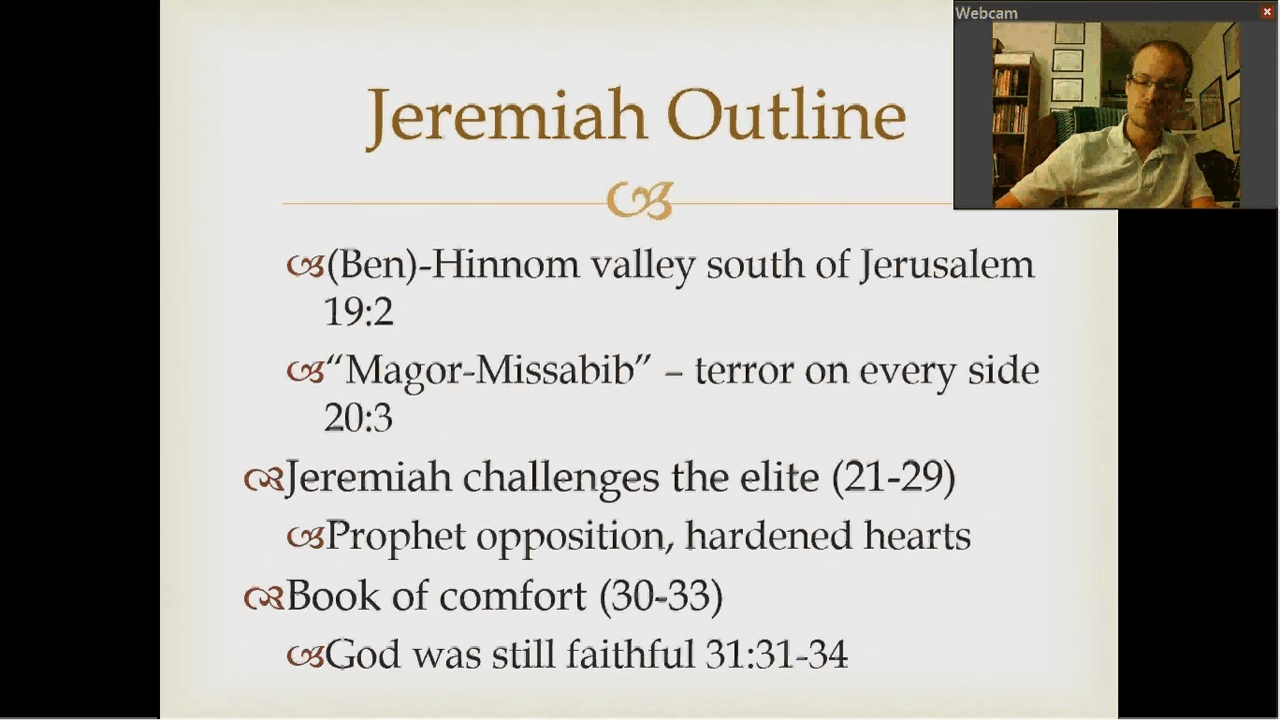 Webcam
Jeremiah Outline
(Ben)-Hinnom valley south of Jerusalem
19:2
“Magor-Missabib” – terror on every side
20:3
Jeremiah challenges the elite (21-29)
Prophet opposition, hardened hearts
Book of comfort (30-33)
God was still faithful 31:31-34